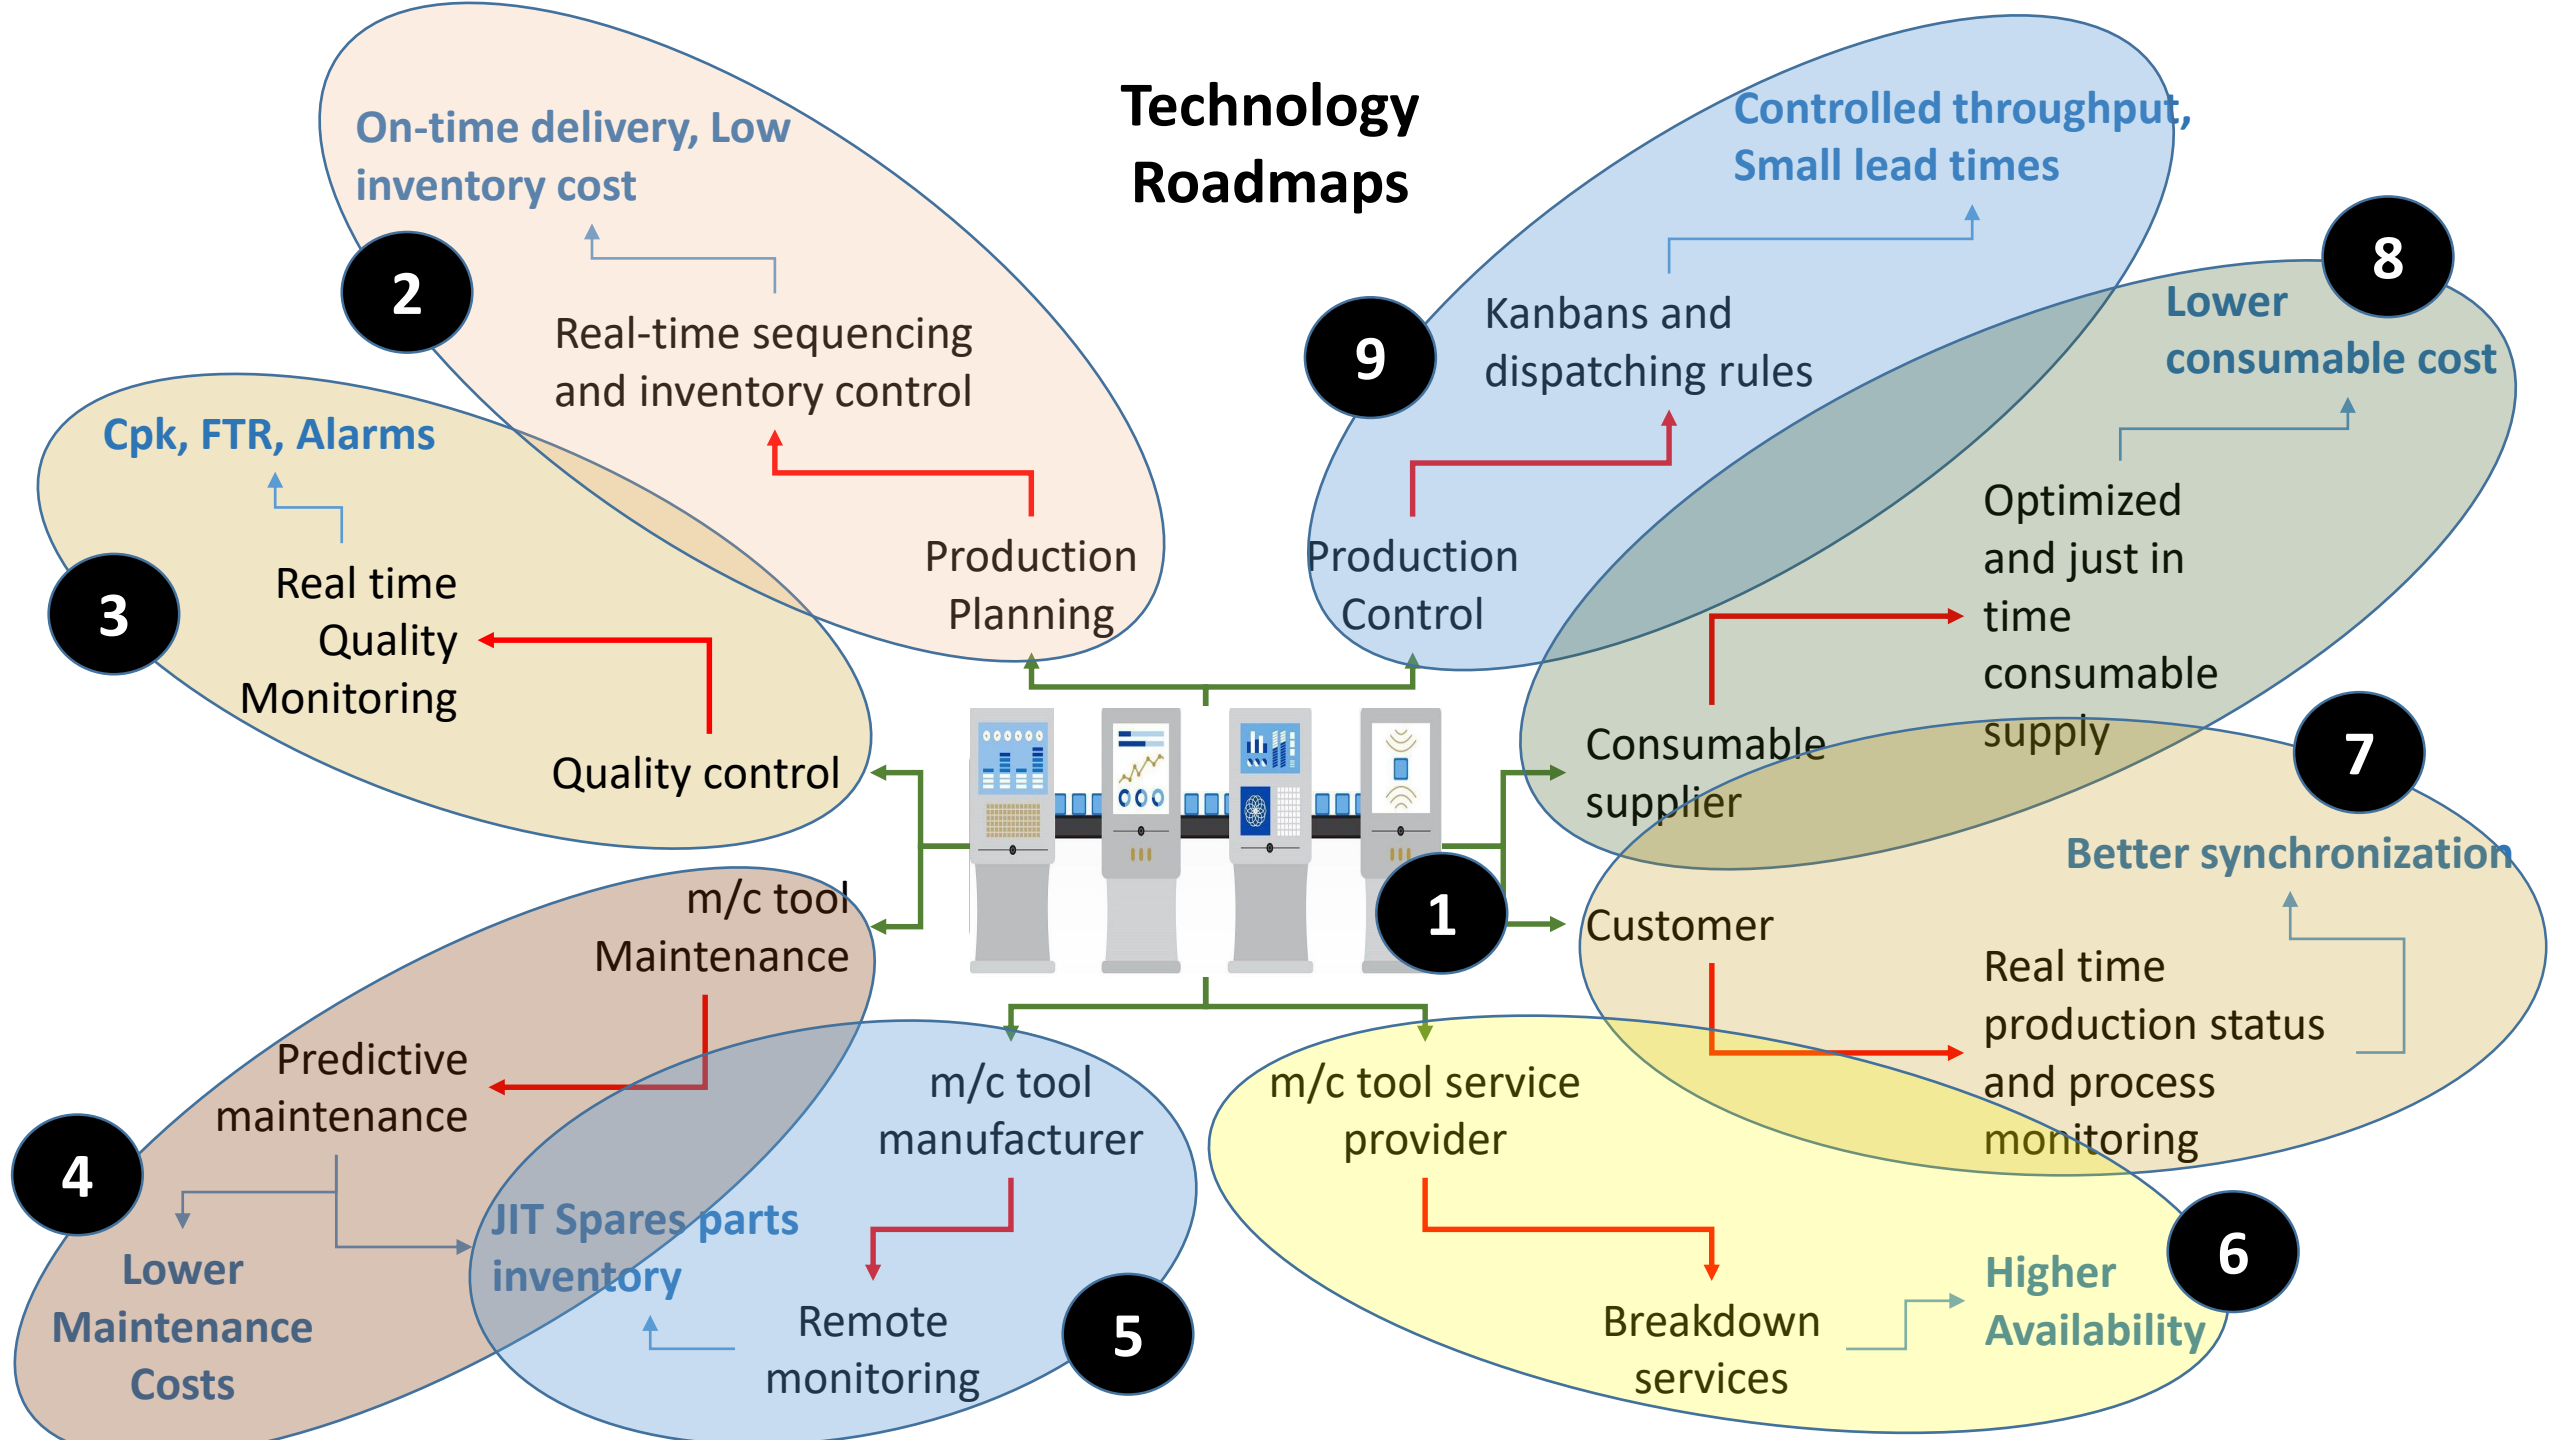 Technology
Roadmaps
1
2
On-time delivery, Low
inventory cost
Real-time sequencing
and inventory control
Production
Planning
3
Cpk, FTR, Alarms
Real time
Quality
Monitoring
Quality control
4
m/c tool
Maintenance
Predictive
maintenance
Lower
Maintenance
Costs
JIT Spares parts
inventory
5
m/c tool
manufacturer
Remote
monitoring
6
m/c tool service
provider
Breakdown
services
Higher
Availability
7
Customer
Real time
production status
and process
monitoring
Better synchronization
8
Consumable
supplier
Optimized
and just in
time
consumable
supply
Lower
consumable cost
9
Production
Control
Kanbans and
dispatching rules
Controlled throughput,
Small lead times